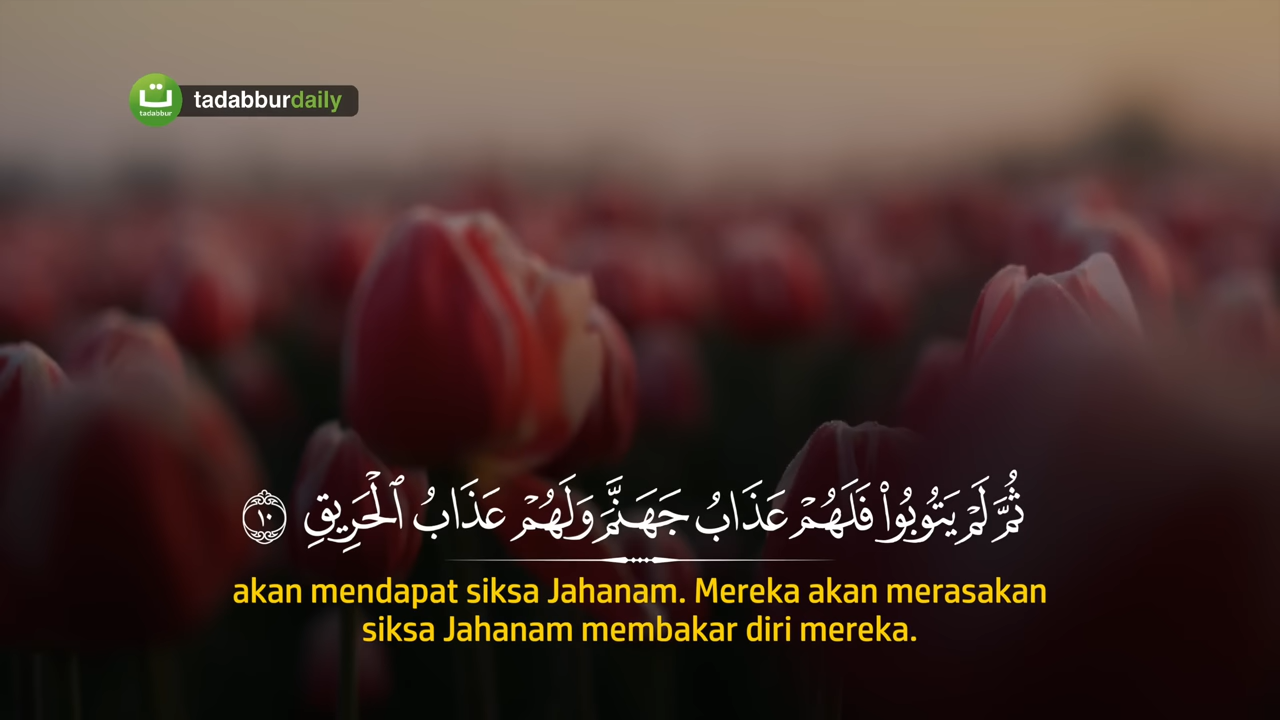 ت
tadabbur
tadabburdaily
ثُمَّ لَمْ يَتُوبُوا۟ فَلَهُمْ عَذَابُ جَهَنَّمَ وَلَهُمْ عَذَابُ ٱلْحَرِيقِ ١٠
akan mendapat siksa Jahanam. Mereka akan merasakan
siksa Jahanam membakar diri mereka.